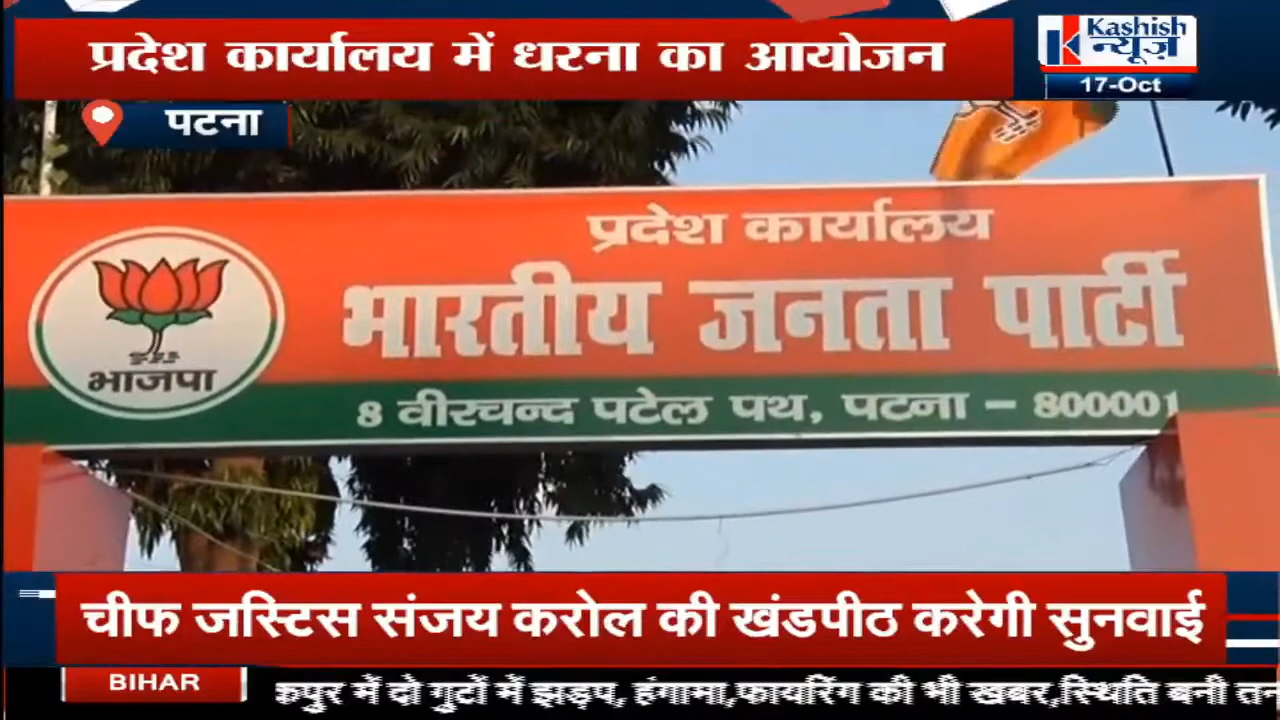 प्रदेश कार्यालय में धरना का आयोजन
Kashish
न्यूज़
17-Oct
पटना
प्रदेश कार्यालय
भारतीय जनता पार्टी
भाजपा
8 वीरचन्द पटेल पथ, पटना – 800001
चीफ जस्टिस संजय करोल की खंडपीठ करेगी सुनवाई
BIHAR
में दो गुटों में झड़प, हंगामा,फायरिंग की भी खबर,स्थिति बनी